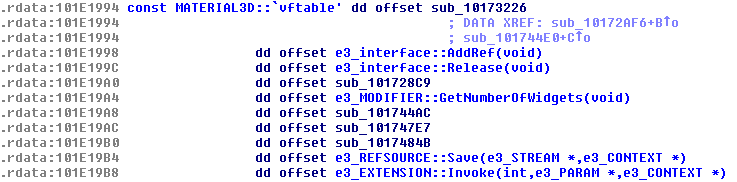 .rdata:101E1994 const MATERIAL3D::`vftable' dd offset sub_10173226
.rdata:101E1994 ; DATA XREF: sub_10172AF6+B↑o
.rdata:101E1994 ; sub_101744E0+C↑o
.rdata:101E1998 dd offset e3_interface::AddRef(void)
.rdata:101E199C dd offset e3_interface::Release(void)
.rdata:101E19A0 dd offset sub_101728C9
.rdata:101E19A4 dd offset e3_MODIFIER::GetNumberOfWidgets(void)
.rdata:101E19A8 dd offset sub_101744AC
.rdata:101E19AC dd offset sub_101747E7
.rdata:101E19B0 dd offset sub_1017484B
.rdata:101E19B4 dd offset e3_REFSOURCE::Save(e3_STREAM *,e3_CONTEXT *)
.rdata:101E19B8 dd offset e3_EXTENSION::Invoke(int,e3_PARAM *,e3_CONTEXT *)